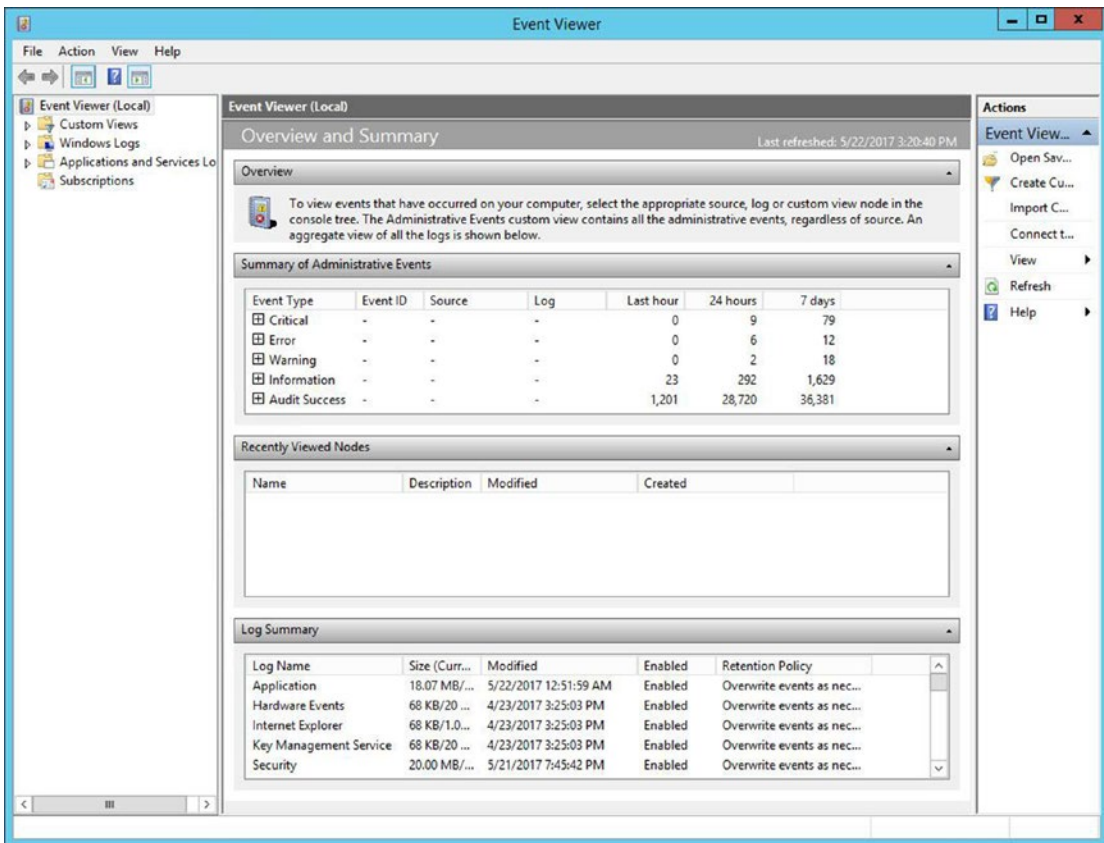 Event Viewer
File Action View Help
Event Viewer (Local)
Custom Views
Windows Logs
Applications and Services Lo
Subscriptions
Event Viewer (Local)
Overview and Summary Last refreshed: 5/22/2017 3:20:40 PM
Overview
To view events that have occurred on your computer, select the appropriate source, log or custom view node in the
console tree. The Administrative Events custom view contains all the administrative events, regardless of source. An
aggregate view of all the logs is shown below.
Summary of Administrative Events
Event Type Event ID Source Log Last hour 24 hours 7 days
Critical - - - 0 9 79
Error - - - 0 6 12
Warning - - - 0 2 18
Information - - - 23 292 1,629
Audit Success - - - 1,201 28,720 36,381
Recently Viewed Nodes
Name Description Modified Created
Log Summary
Log Name Size (Curr... Modified Enabled Retention Policy
Application 18.07 MB/... 5/22/2017 12:51:59 AM Enabled Overwrite events as nec...
Hardware Events 68 KB/20 ... 4/23/2017 3:25:03 PM Enabled Overwrite events as nec...
Internet Explorer 68 KB/1.0... 4/23/2017 3:25:03 PM Enabled Overwrite events as nec...
Key Management Service 68 KB/20 ... 4/23/2017 3:25:03 PM Enabled Overwrite events as nec...
Security 20.00 MB/... 5/21/2017 7:45:42 PM Enabled Overwrite events as nec...
Actions
Event View...
Open Sav...
Create Cu...
Import C...
Connect t...
View
Refresh
Help